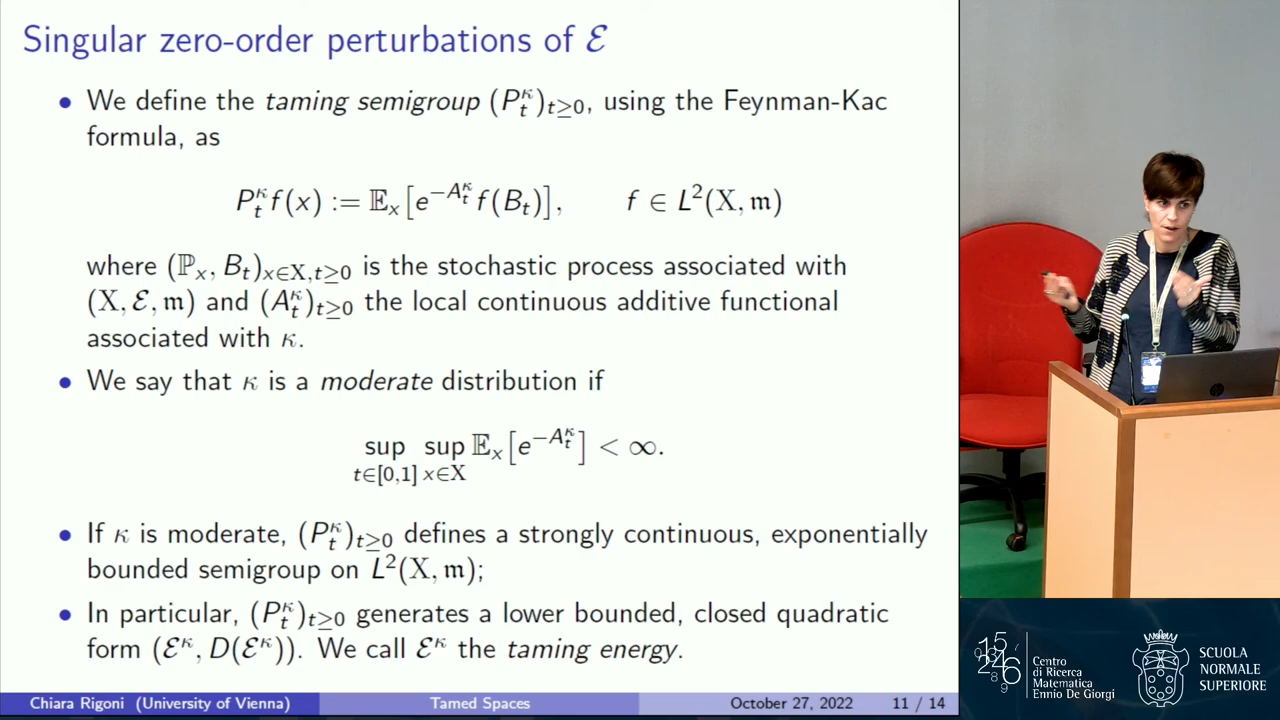 Singular zero-order perturbations of ℰ
• We define the taming semigroup (P_t^κ)_{t≥0}, using the Feynman-Kac
formula, as
P_t^κ f(x) := 𝔼_x[e^{-A_t^κ} f(B_t)],    f ∈ L²(X, 𝔪)
where (ℙ_x, B_t)_{x∈X,t≥0} is the stochastic process associated with
(X, ℰ, 𝔪) and (A_t^κ)_{t≥0} the local continuous additive functional
associated with κ.
• We say that κ is a moderate distribution if
sup_{t∈[0,1]} sup_{x∈X} 𝔼_x[e^{-A_t^κ}] < ∞.
• If κ is moderate, (P_t^κ)_{t≥0} defines a strongly continuous, exponentially
bounded semigroup on L²(X, 𝔪);
• In particular, (P_t^κ)_{t≥0} generates a lower bounded, closed quadratic
form (ℰ^κ, D(ℰ^κ)). We call ℰ^κ the taming energy.
Chiara Rigoni (University of Vienna)
Tamed Spaces
October 27, 2022
11 / 14
Centro
di Ricerca
Matematica
Ennio De Giorgi
SCUOLA
NORMALE
SUPERIORE